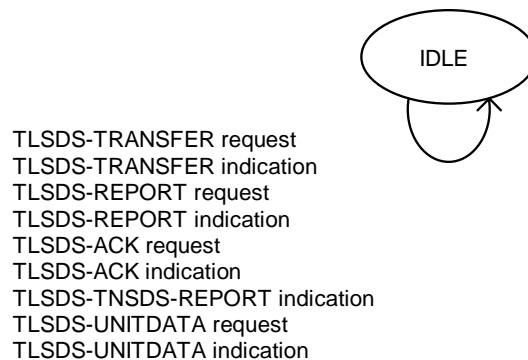 IDLE
TLSDS-TRANSFER request
TLSDS-TRANSFER indication
TLSDS-REPORT request
TLSDS-REPORT indication
TLSDS-ACK request
TLSDS-ACK indication
TLSDS-TNSDS-REPORT indication
TLSDS-UNITDATA request
TLSDS-UNITDATA indication